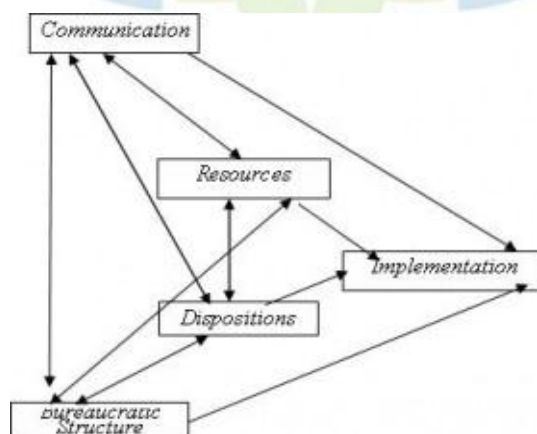 Communication
Resources
Implementation
Dispositions
Bureaucratic
Structure